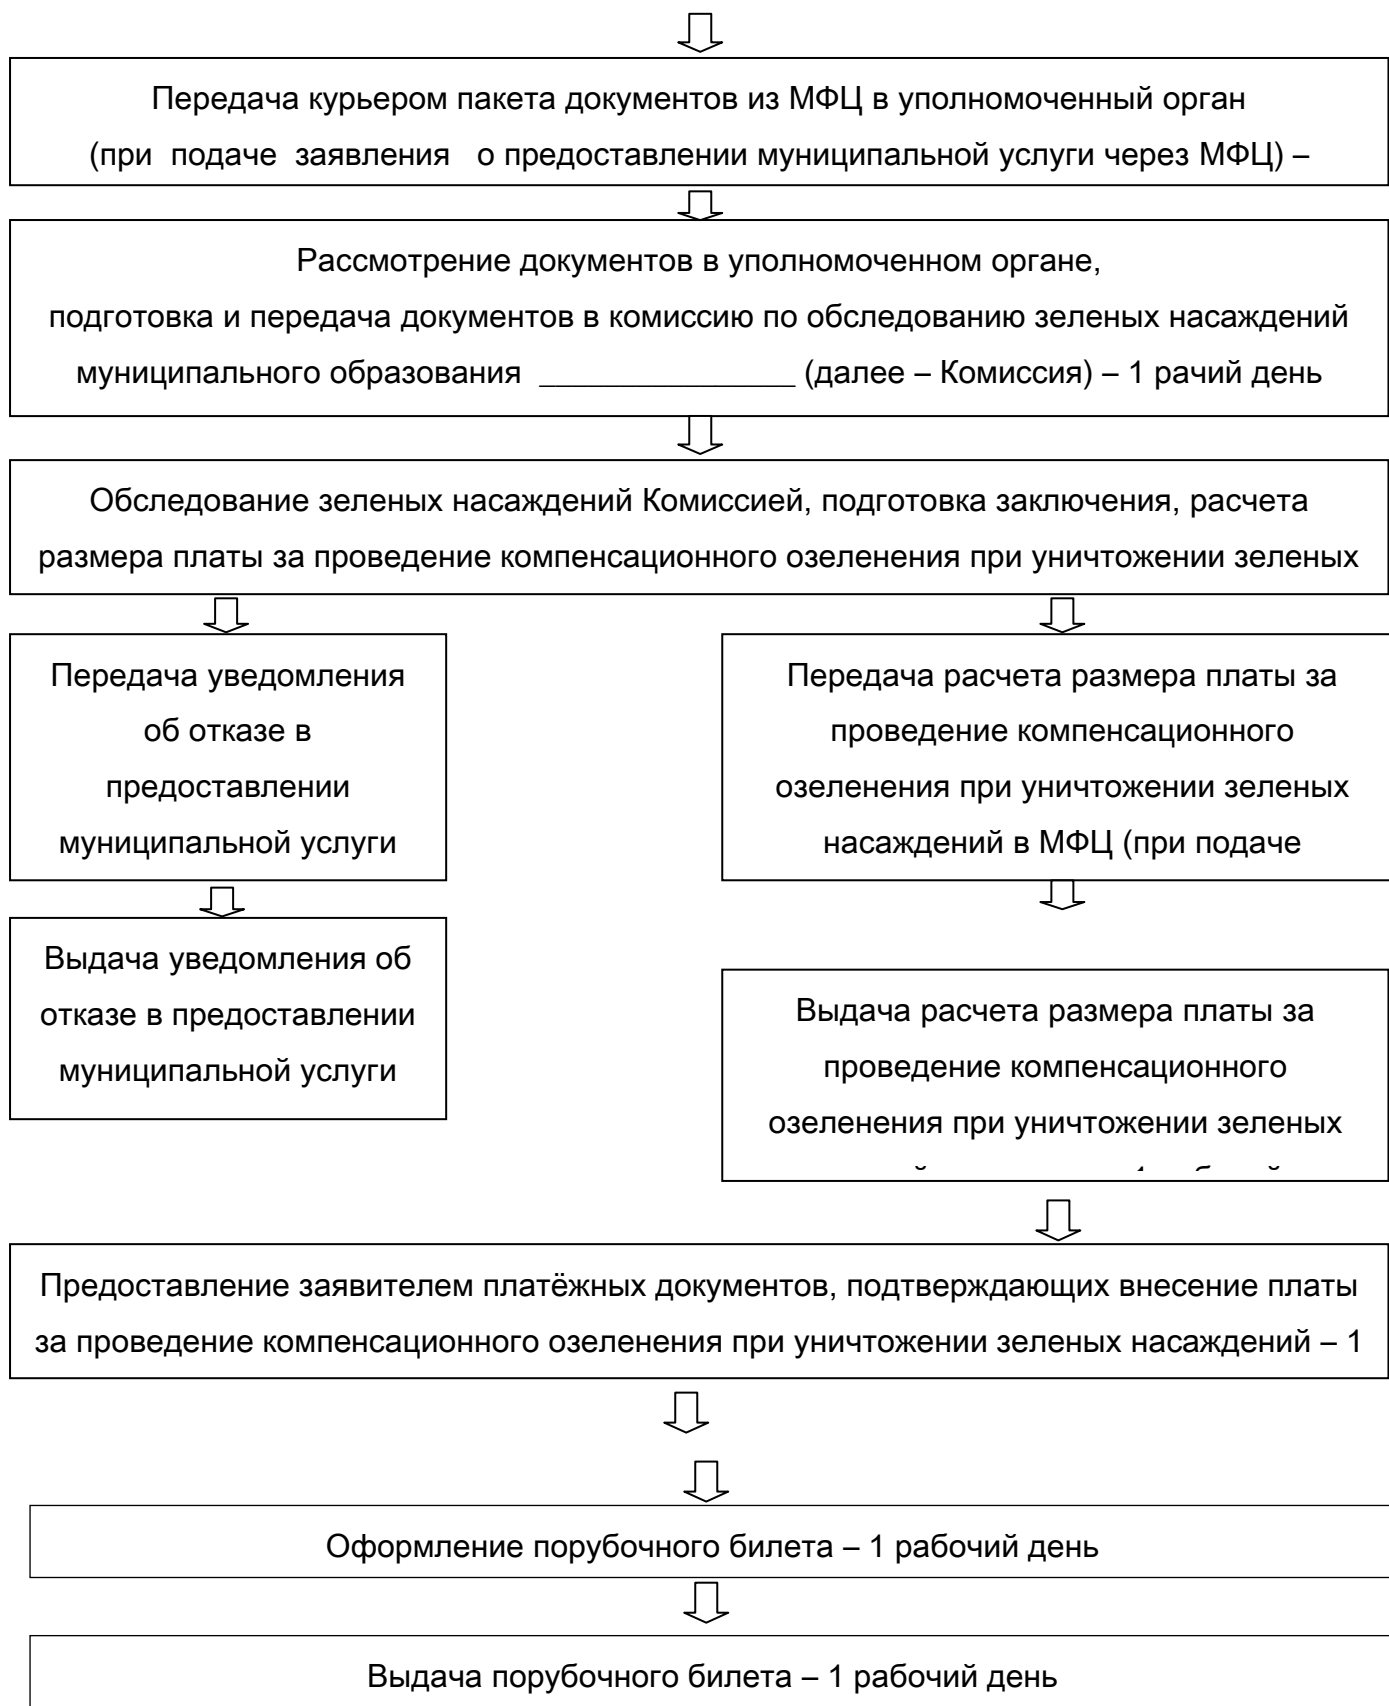 Передача курьером пакета документов из МФЦ в уполномоченный орган
(при подаче заявления о предоставлении муниципальной услуги через МФЦ) –
Рассмотрение документов в уполномоченном органе,
подготовка и передача документов в комиссию по обследованию зеленых насаждений
муниципального образования ______________ (далее – Комиссия) – 1 рачий день
Обследование зеленых насаждений Комиссией, подготовка заключения, расчета
размера платы за проведение компенсационного озеленения при уничтожении зеленых
Передача уведомления
об отказе в
предоставлении
муниципальной услуги
Передача расчета размера платы за
проведение компенсационного
озеленения при уничтожении зеленых
насаждений в МФЦ (при подаче
Выдача уведомления об
отказе в предоставлении
муниципальной услуги
Выдача расчета размера платы за
проведение компенсационного
озеленения при уничтожении зеленых
Предоставление заявителем платёжных документов, подтверждающих внесение платы
за проведение компенсационного озеленения при уничтожении зеленых насаждений – 1
Оформление порубочного билета – 1 рабочий день
Выдача порубочного билета – 1 рабочий день